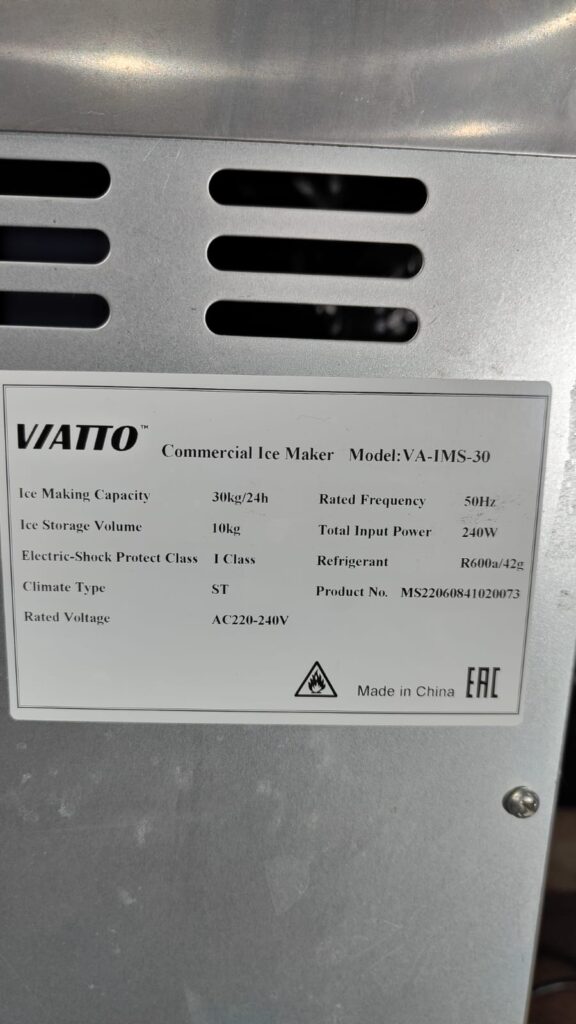 VIATTO™ Commercial Ice Maker Model:VA-IMS-30
Ice Making Capacity 30kg/24h Rated Frequency 50Hz
Ice Storage Volume 10kg Total Input Power 240W
Electric-Shock Protect Class I Class Refrigerant R600a/42g
Climate Type ST Product No. MS22060841020073
Rated Voltage AC220-240V
Made in China EAC